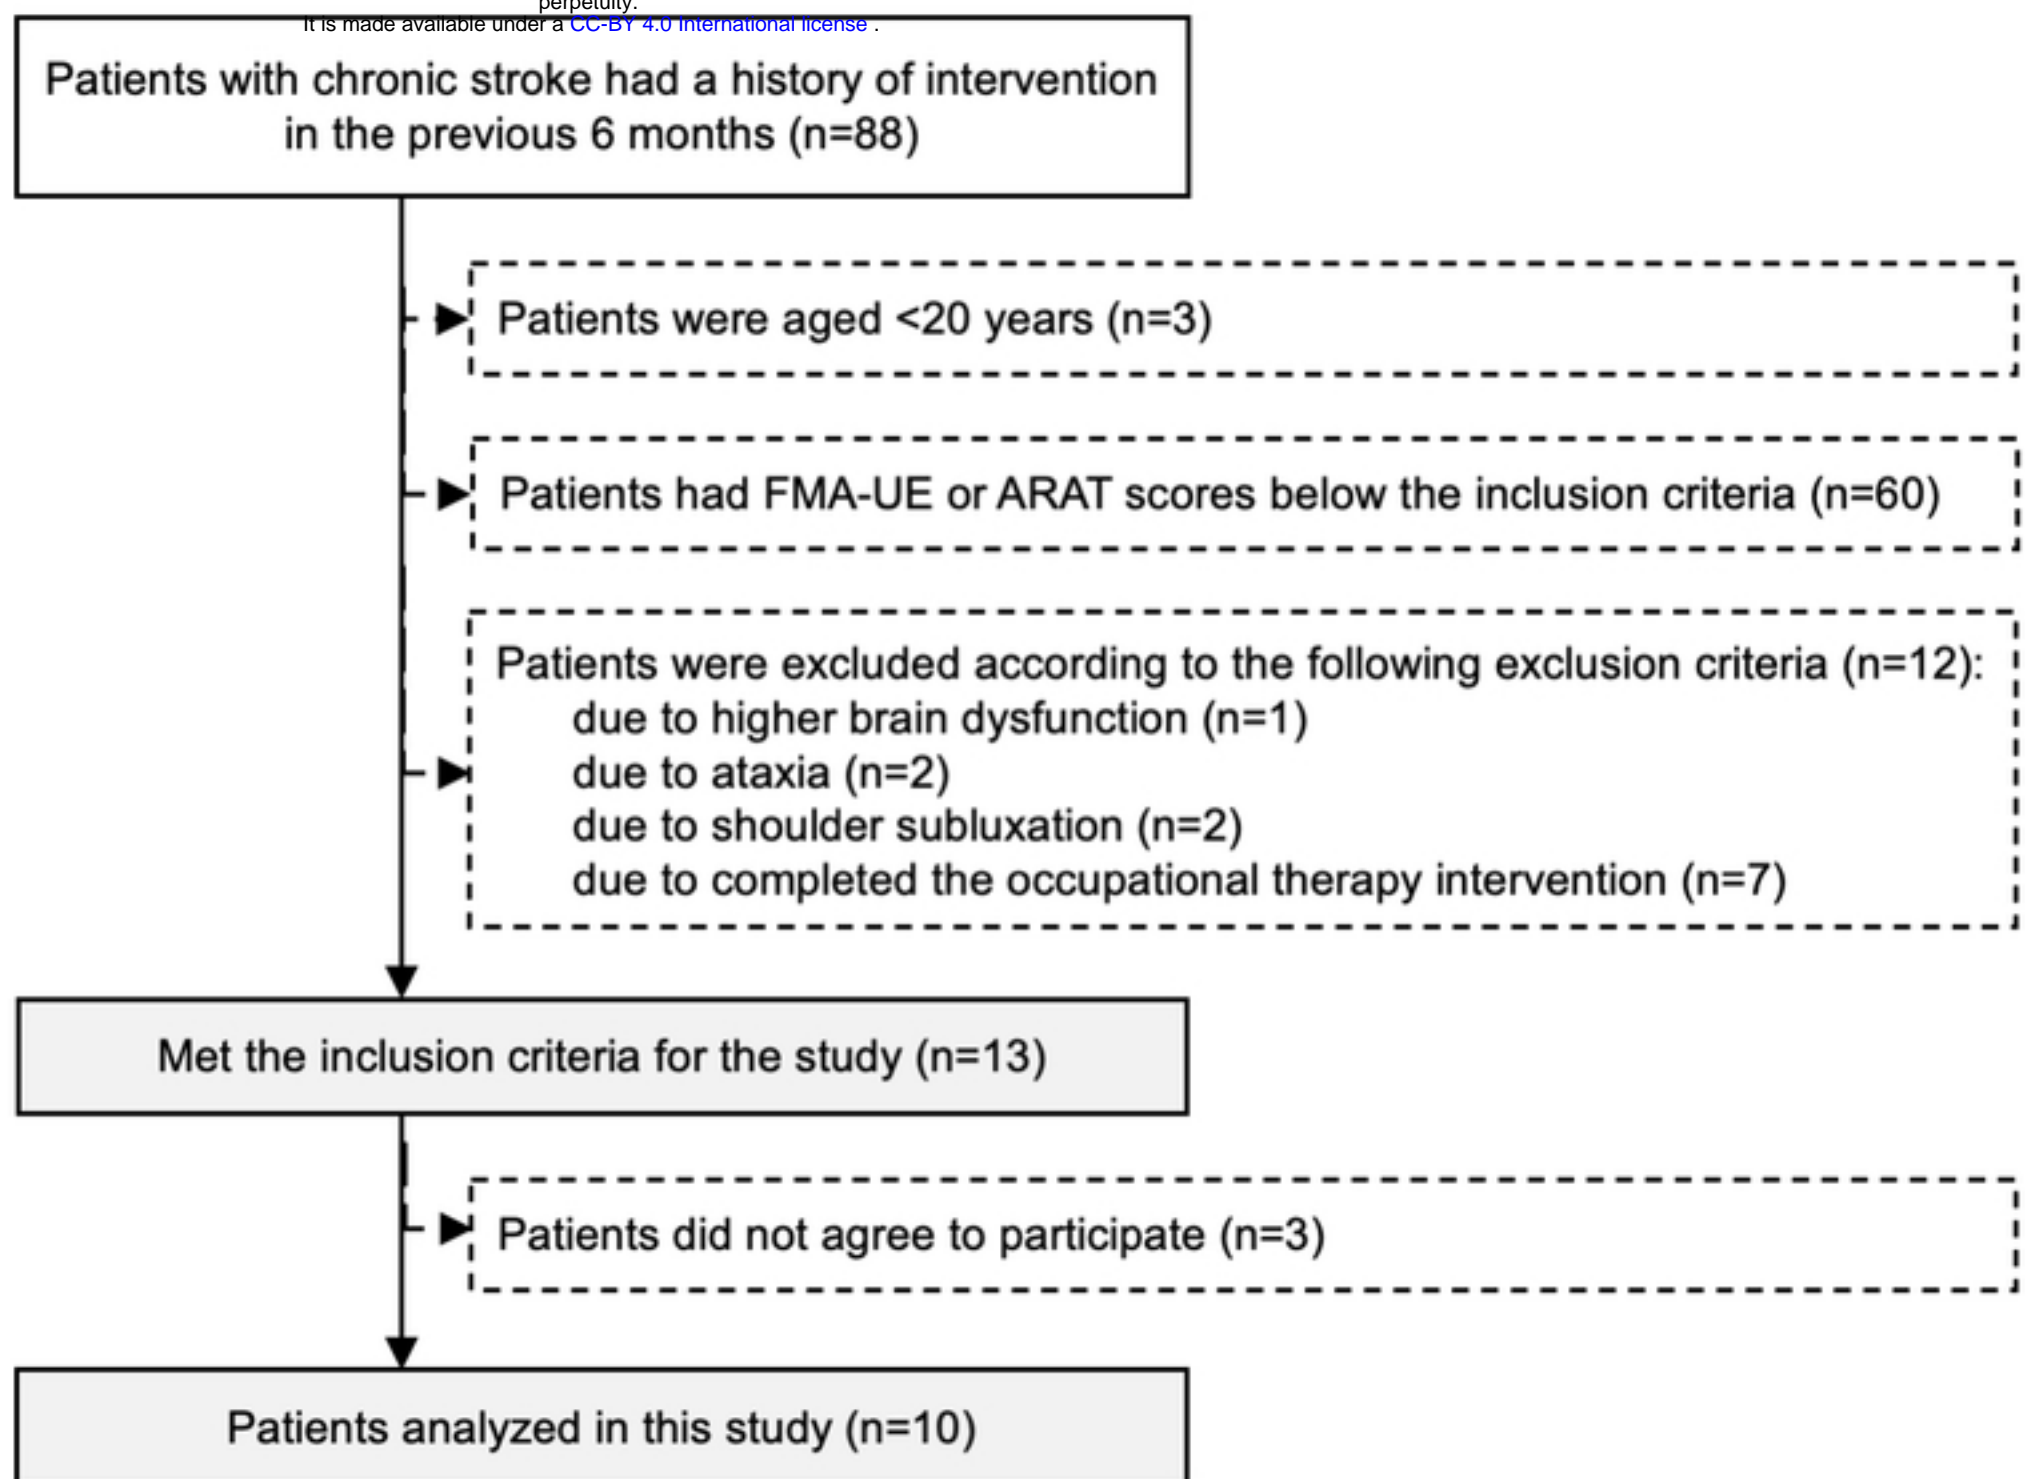 perpetuity.
It is made available under a CC-BY 4.0 International license .
Patients with chronic stroke had a history of intervention
in the previous 6 months (n=88)
Patients were aged <20 years (n=3)
Patients had FMA-UE or ARAT scores below the inclusion criteria (n=60)
Patients were excluded according to the following exclusion criteria (n=12):
due to higher brain dysfunction (n=1)
due to ataxia (n=2)
due to shoulder subluxation (n=2)
due to completed the occupational therapy intervention (n=7)
Met the inclusion criteria for the study (n=13)
Patients did not agree to participate (n=3)
Patients analyzed in this study (n=10)